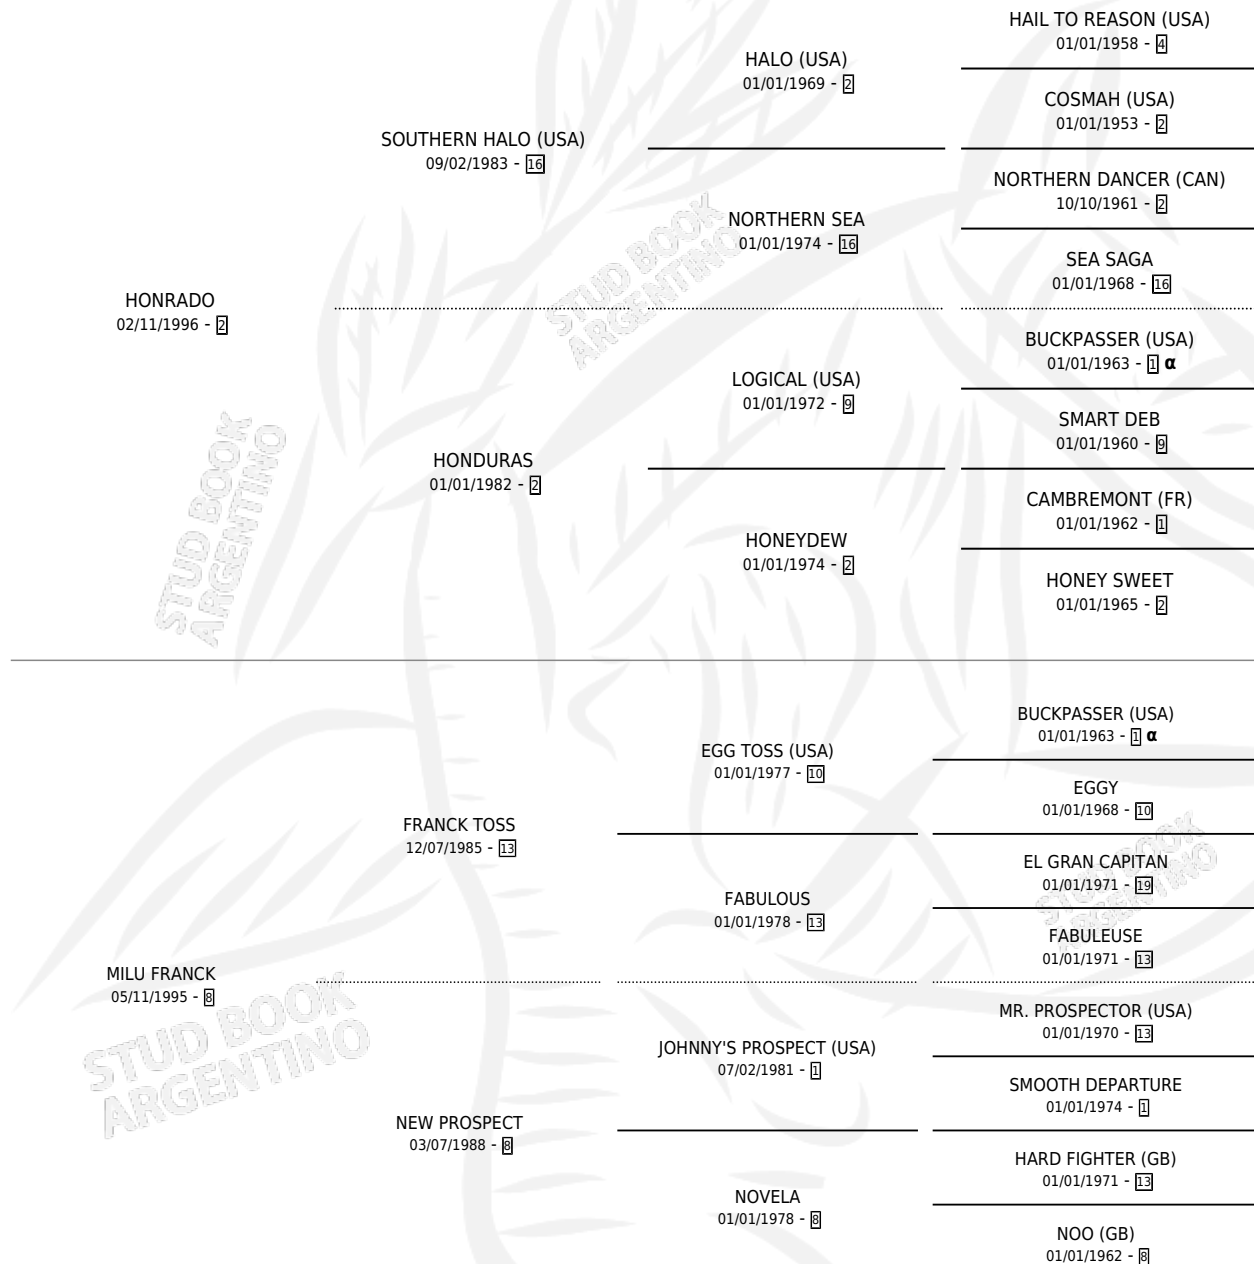 HAIL TO REASON (USA)
01/01/1958 - 4
HALO (USA)
01/01/1969 - 2
COSMAH (USA)
01/01/1953 - 2
SOUTHERN HALO (USA)
09/02/1983 - 16
NORTHERN DANCER (CAN)
10/10/1961 - 2
NORTHERN SEA
01/01/1974 - 16
SEA SAGA
01/01/1968 - 16
HONRADO
02/11/1996 - 2
BUCKPASSER (USA)
01/01/1963 - 1 α
LOGICAL (USA)
01/01/1972 - 9
SMART DEB
01/01/1960 - 9
HONDURAS
01/01/1982 - 2
CAMBREMONT (FR)
01/01/1962 - 1
HONEYDEW
01/01/1974 - 2
HONEY SWEET
01/01/1965 - 2
BUCKPASSER (USA)
01/01/1963 - 1 α
EGG TOSS (USA)
01/01/1977 - 10
EGGY
01/01/1968 - 10
FRANCK TOSS
12/07/1985 - 13
EL GRAN CAPITAN
01/01/1971 - 19
FABULOUS
01/01/1978 - 13
FABULEUSE
01/01/1971 - 13
MILU FRANCK
05/11/1995 - 8
MR. PROSPECTOR (USA)
01/01/1970 - 13
JOHNNY'S PROSPECT (USA)
07/02/1981 - 1
SMOOTH DEPARTURE
01/01/1974 - 1
NEW PROSPECT
03/07/1988 - 8
HARD FIGHTER (GB)
01/01/1971 - 13
NOVELA
01/01/1978 - 8
NOO (GB)
01/01/1962 - 8
STUD BOOK
ARGENTINO
STUD BOOK
ARGENTINO
STUD BOOK
ARGENTINO
STUD BOOK
ARGENTINO